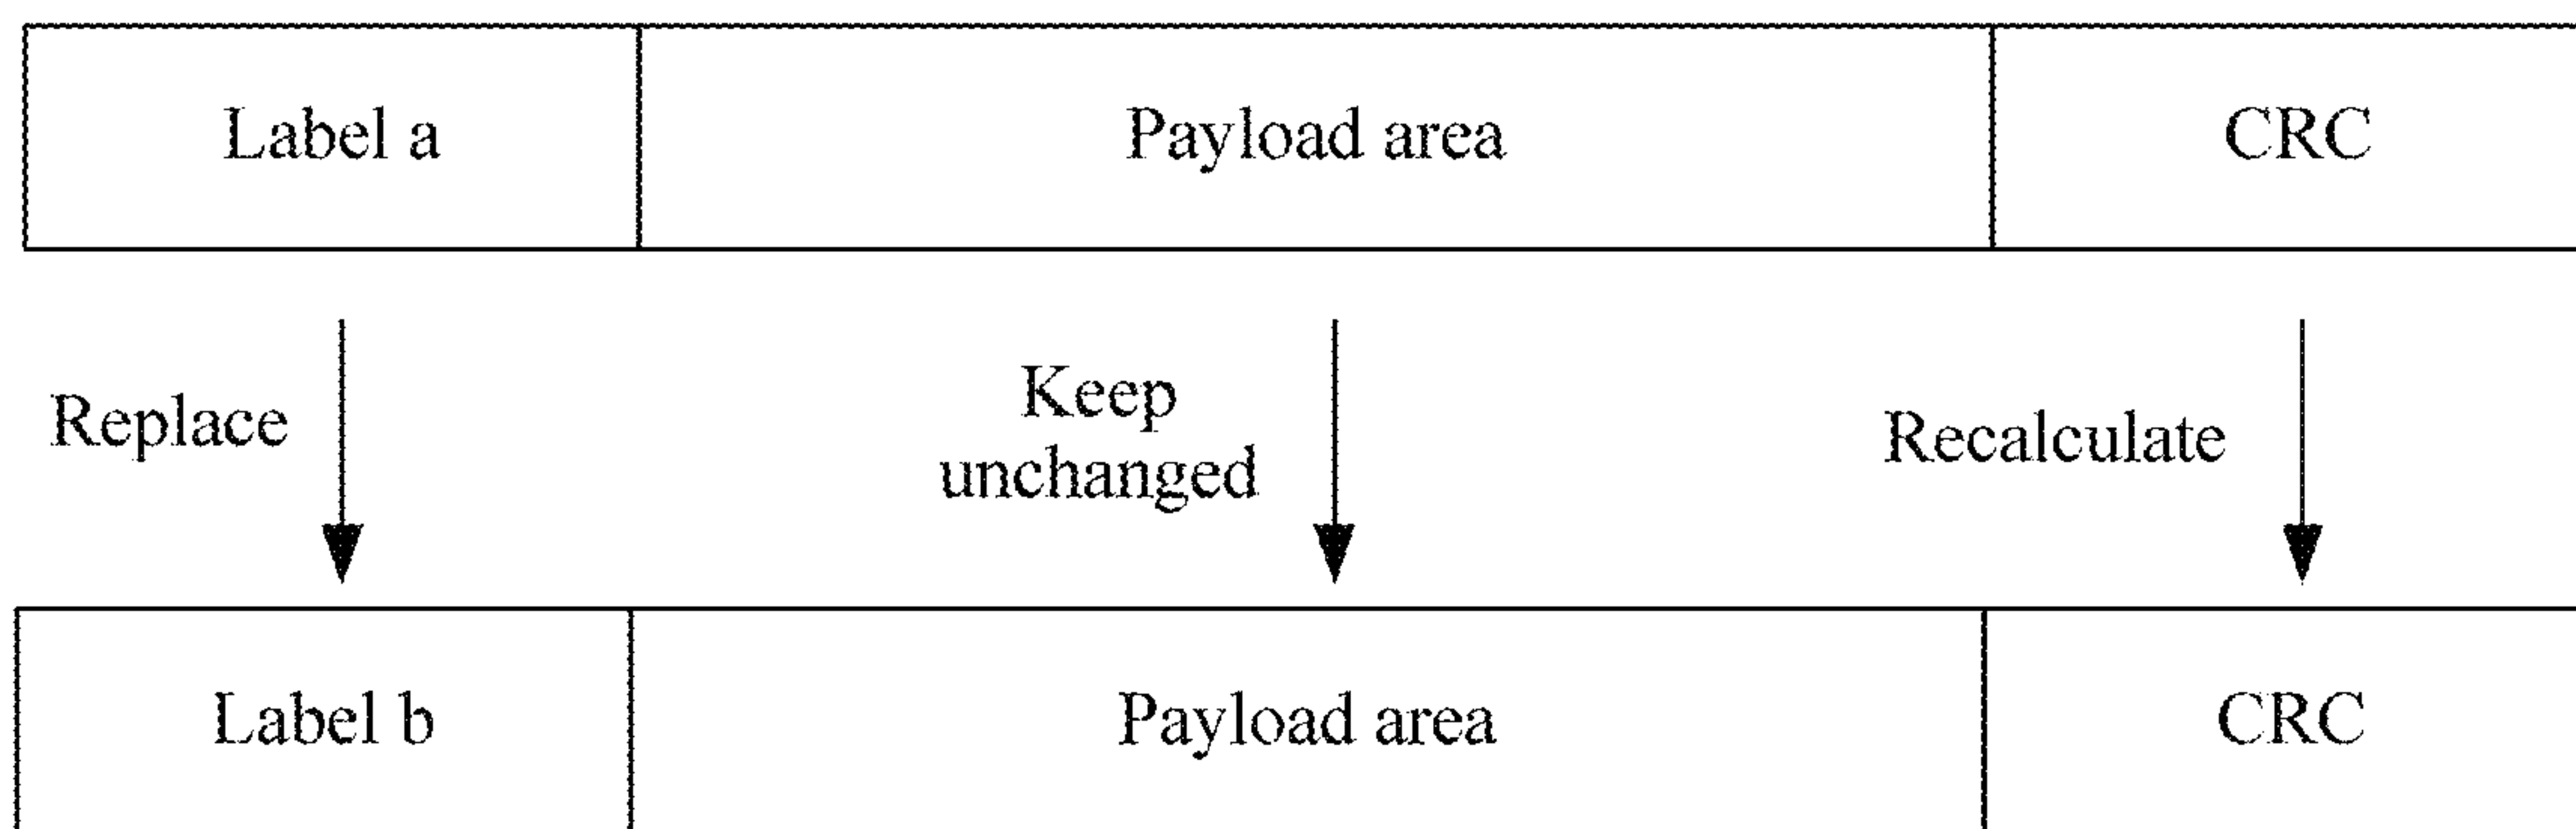 Label a
Payload area
CRC
Replace
Keep
unchanged
Recalculate
Label b
Payload area
CRC